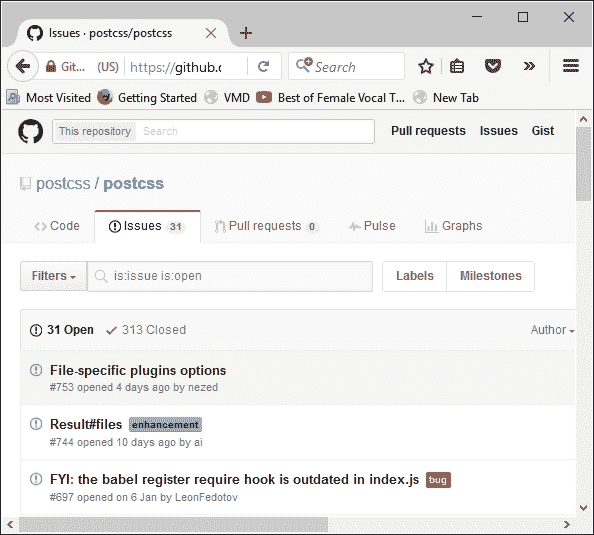 Issues · postcss/postcss
Git... (US) https://github.c Search
Most Visited Getting Started VMD Best of Female Vocal T... New Tab
This repository Search Pull requests Issues Gist
postcss / postcss
Code Issues 31 Pull requests 0 Pulse Graphs
Filters is:issue is:open Labels Milestones
31 Open 313 Closed Author
File-specific plugins options
#753 opened 4 days ago by nezed
Result#files enhancement
#744 opened 10 days ago by ai
FYI: the babel register require hook is outdated in index.js bug
#697 opened on 6 Jan by LeonFedotov